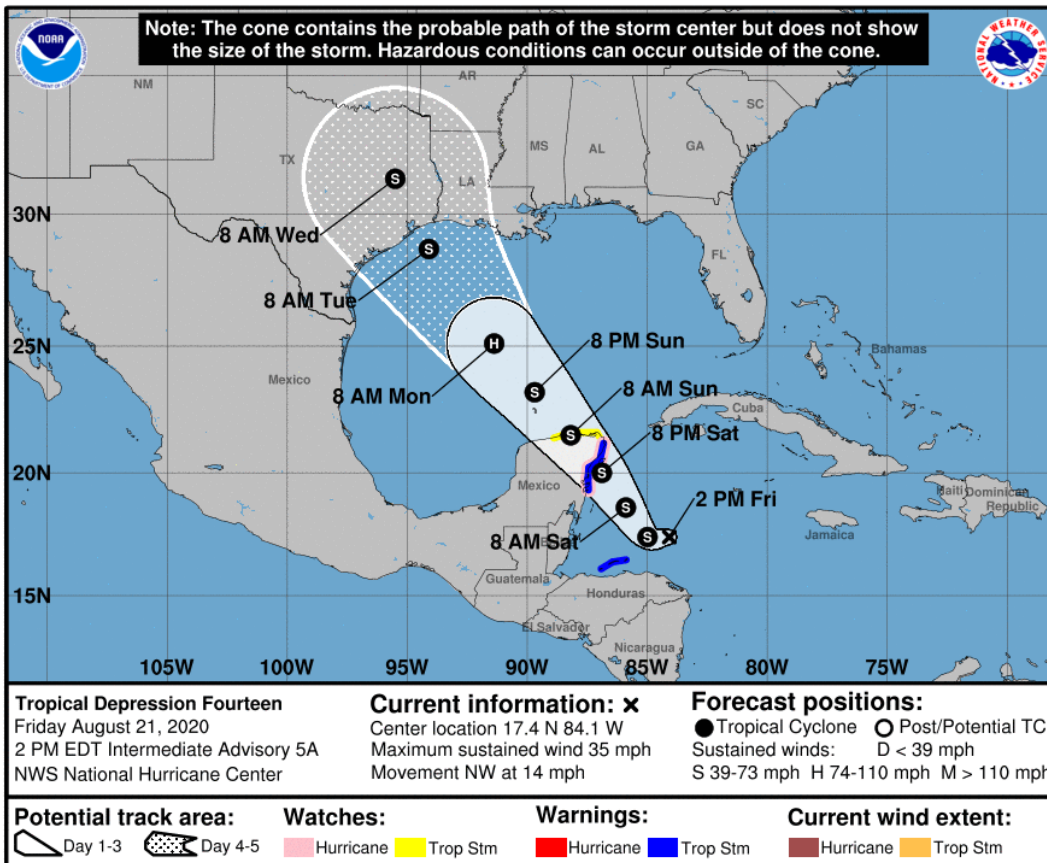 Note: The cone contains the probable path of the storm center but does not show
the size of the storm. Hazardous conditions can occur outside of the cone.
NOAA
NATIONAL WEATHER SERVICE
NM
AR
SC
TX
MS
AL
GA
LA
30N
8 AM Wed
FL
8 AM Tue
25N
8 PM Sun
Bahamas
Mexico
8 AM Mon
8 AM Sun
Cuba
8 PM Sat
20N
Mexico
2 PM Fri
Haiti
Dominican
Republic
Jamaica
8 AM Sat
Guatemala
15N
Honduras
El Salvador
Nicaragua
105W
100W
95W
90W
85W
80W
75W
S
S
H
S
S
S
S
S
Tropical Depression Fourteen
Friday August 21, 2020
2 PM EDT Intermediate Advisory 5A
NWS National Hurricane Center
Current information: x
Center location 17.4 N 84.1 W
Maximum sustained wind 35 mph
Movement NW at 14 mph
Forecast positions:
Tropical Cyclone Post/Potential TC
Sustained winds: D < 39 mph
S 39-73 mph H 74-110 mph M > 110 mph
Potential track area:
Day 1-3 Day 4-5
Watches:
Hurricane Trop Stm
Warnings:
Hurricane Trop Stm
Current wind extent:
Hurricane Trop Stm